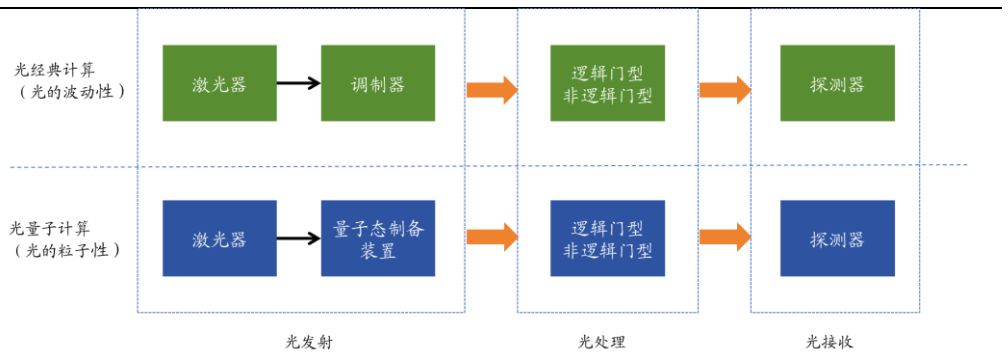 光经典计算
（光的波动性）
激光器
调制器
逻辑门型
非逻辑门型
探测器
光量子计算
（光的粒子性）
激光器
量子态制备
装置
逻辑门型
非逻辑门型
探测器
光发射
光处理
光接收